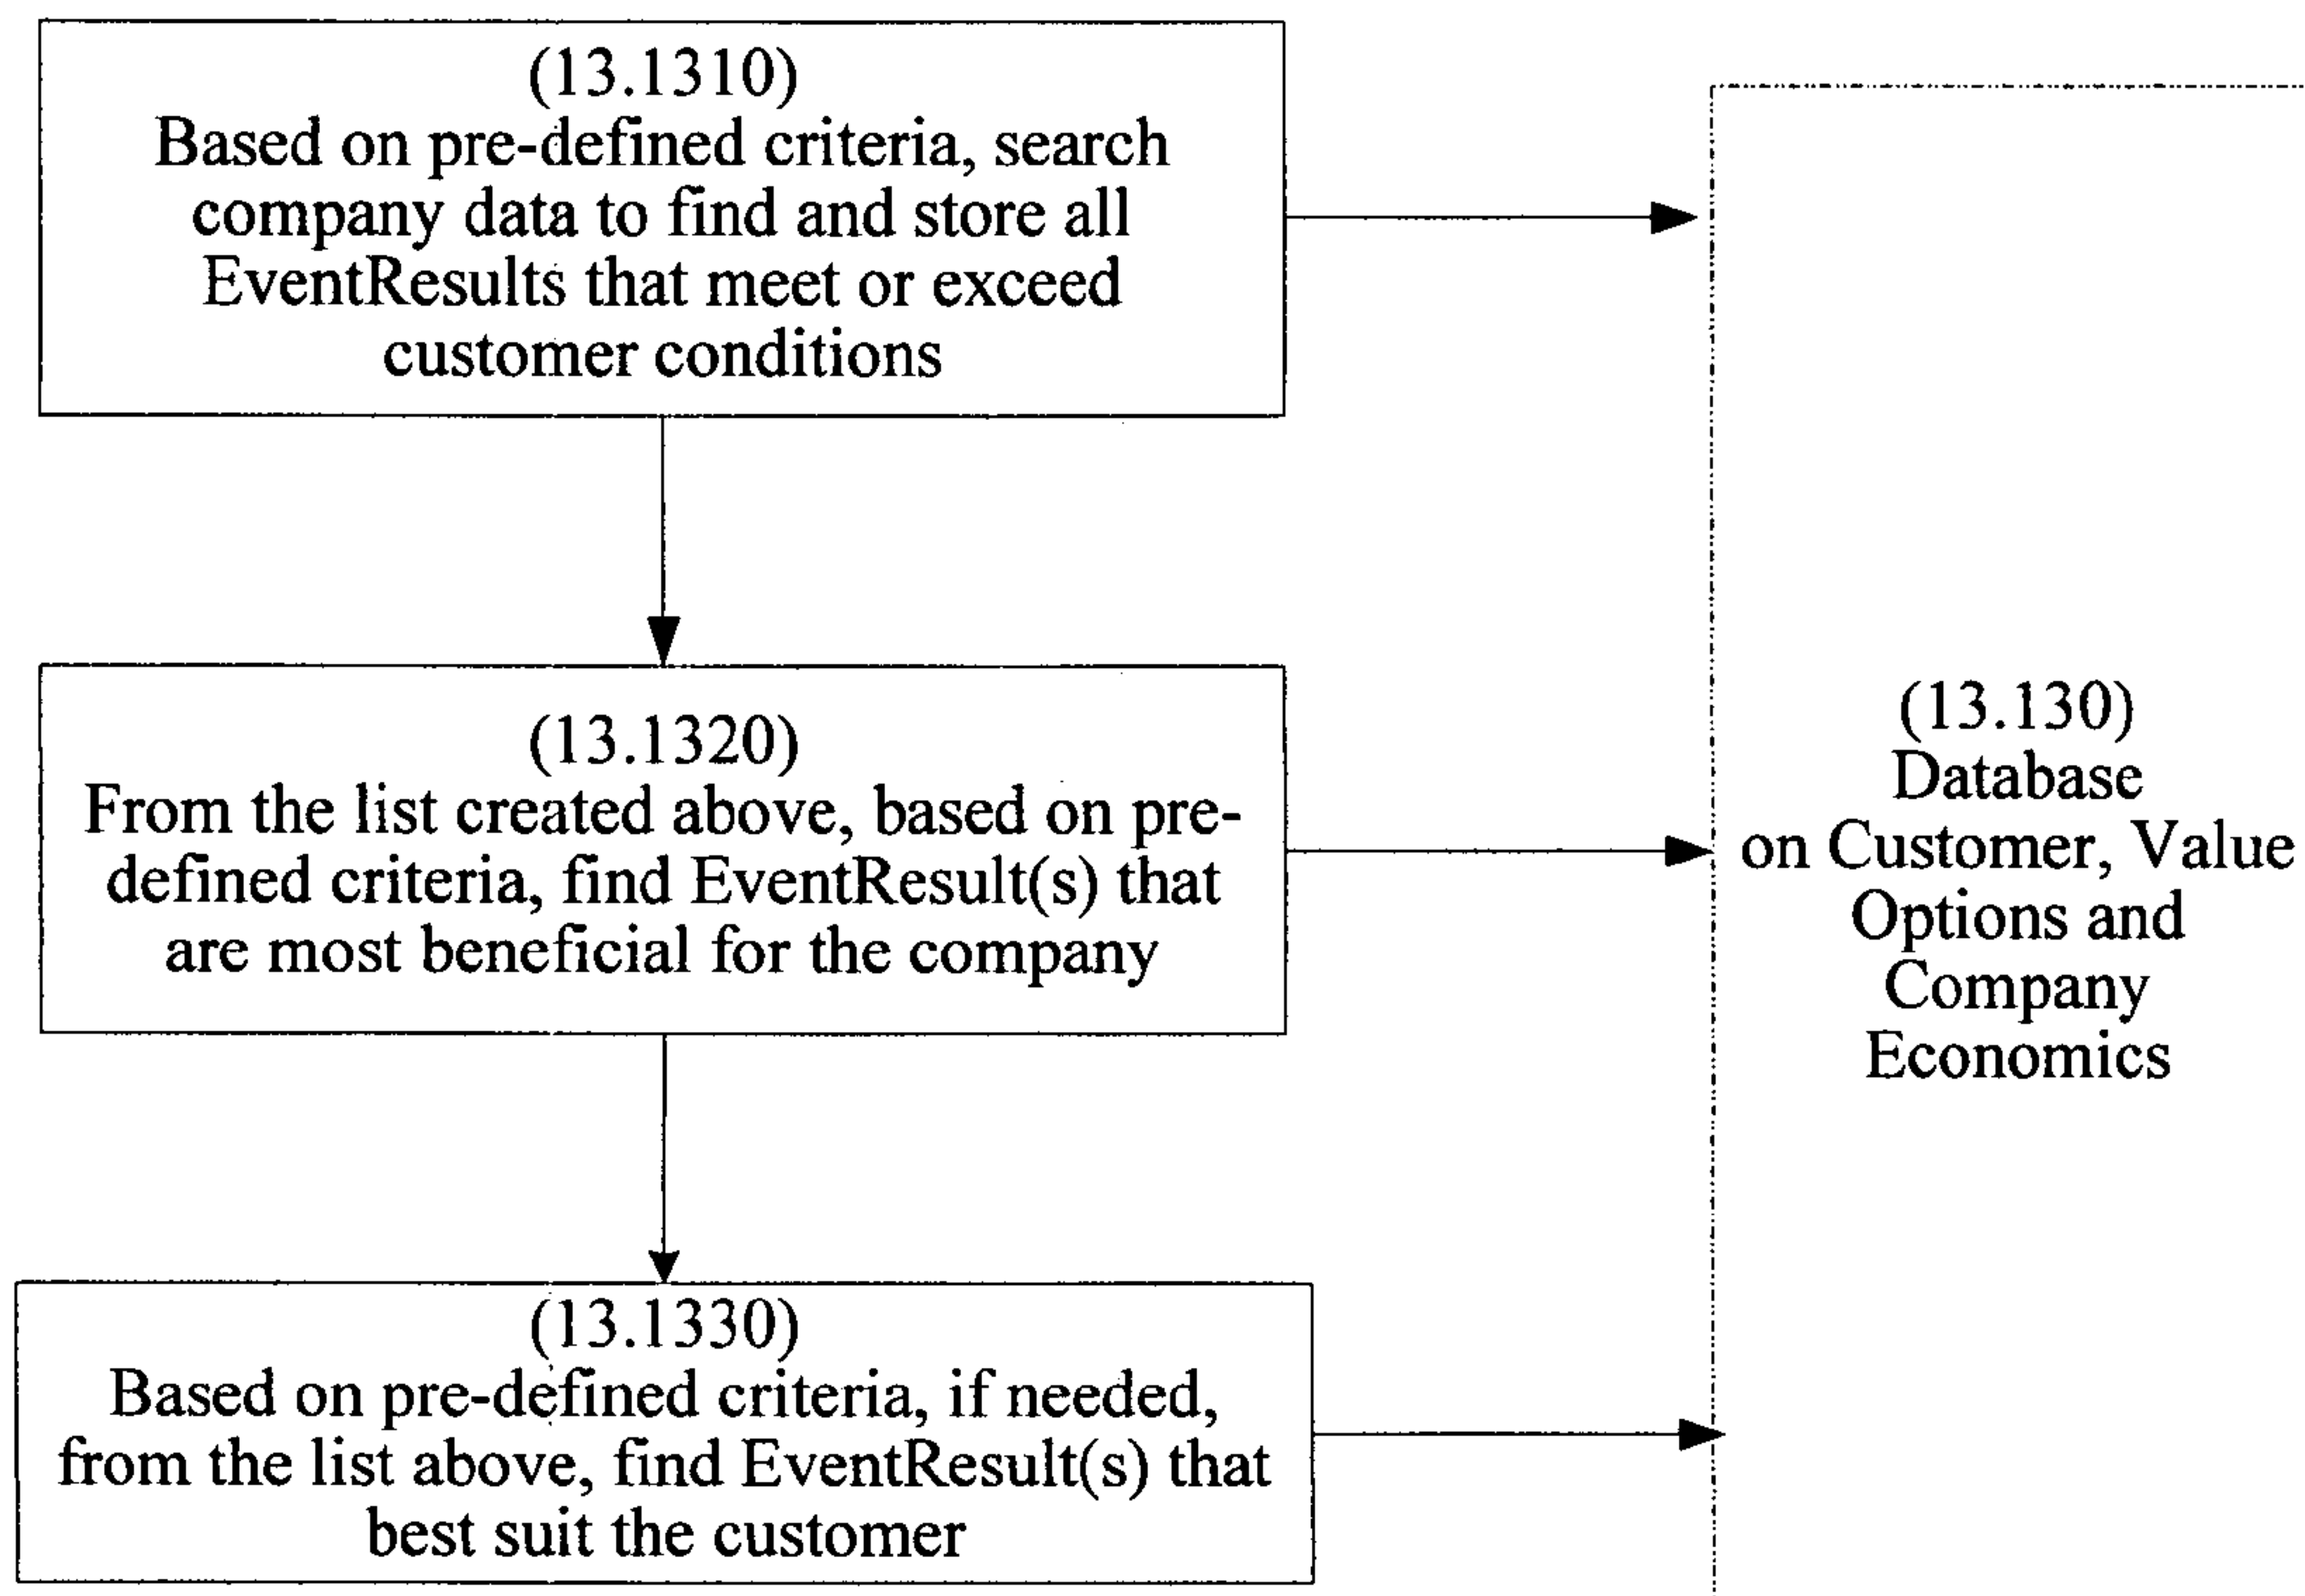 (13.1310)
Based on pre-defined criteria, search
company data to find and store all
EventResults that meet or exceed
customer conditions
(13.1320)
From the list created above, based on pre-
defined criteria, find EventResult(s) that
are most beneficial for the company
(13.1330)
Based on pre-defined criteria, if needed,
from the list above, find EventResult(s) that
best suit the customer
(13.130)
Database
on Customer, Value
Options and
Company
Economics